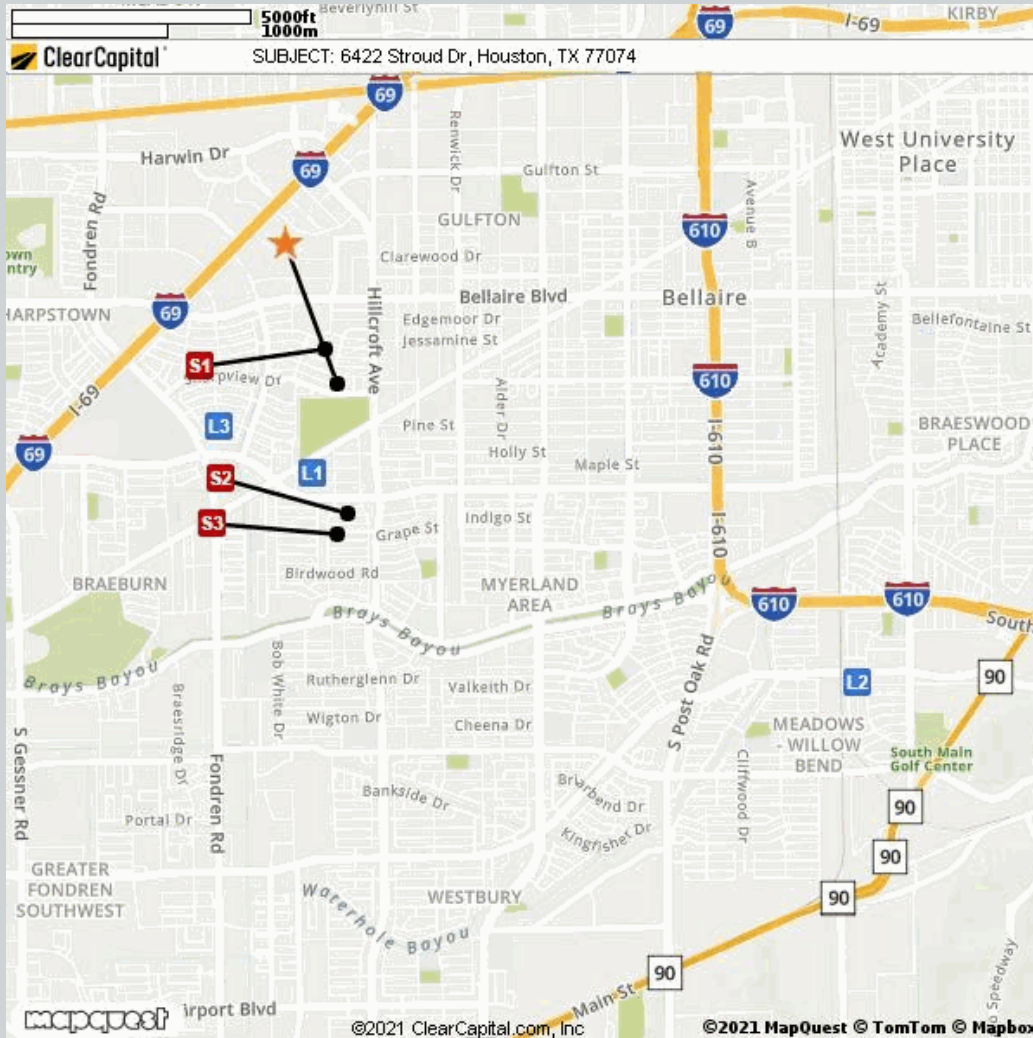 Beverlyhill St
KIRBY
5000ft
1000m
69
I-69
ClearCapital
SUBJECT: 6422 Stroud Dr, Houston, TX 77074
69
Harwin Dr
Renwick Dr
West University
Place
69
Gulfton St
Fondren Rd
Avenue B
GULFTON
610
Clarewood Dr
Hillcroft Ave
Bellaire Blvd
Bellaire
Academy St
69
Edgemoor Dr
Bellefontaine St
Jessamine St
S1
610
I-69
Alder Dr
L3
Pine St
I-610
BRAESWOOD
PLACE
69
Holly St
Maple St
L1
S2
Indigo St
S3
Grape St
I-610
Birdwood Rd
BRAEBURN
MYERLAND
AREA
Brays Bayou
Brays Bayou
610
610
South
Brays Bayou
Bob White Dr
S Post Oak Rd
90
Rutherglenn Dr
Valkeith Dr
L2
Braesridge Dr
Wigton Dr
Cheena Dr
MEADOWS
- WILLOW
BEND
S Gessner Rd
Fondren Rd
Cliffwood Dr
South Main
Golf Center
Bankside Dr
Briarbend Dr
90
Portal Dr
Kingfisher Dr
90
GREATER
FONDREN
SOUTHWEST
Waterhole Bayou
WESTBURY
90
90
Speedway
Main St
mapquest
©2021 ClearCapital.com, Inc
©2021 MapQuest © TomTom © Mapbox